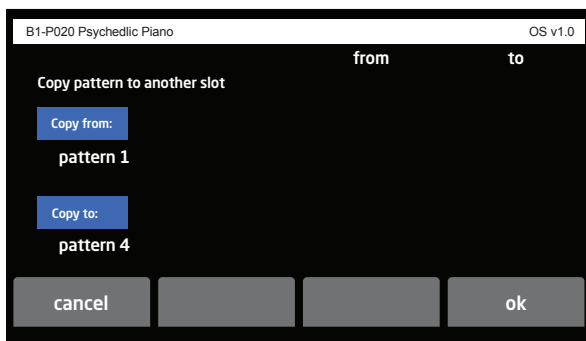 B1-P020 Psychedlic Piano OS v1.0
from to
Copy pattern to another slot
Copy from:
pattern 1
Copy to:
pattern 4
cancel ok